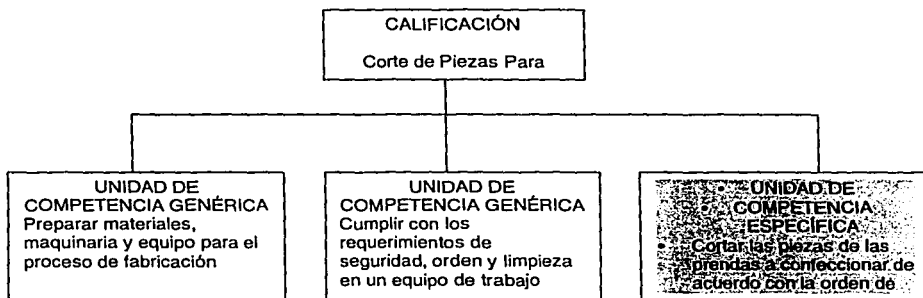 CALIFICACIÓN
Corte de Piezas Para
UNIDAD DE
COMPETENCIA GENÉRICA
Preparar materiales,
maquinaria y equipo para el
proceso de fabricación
UNIDAD DE
COMPETENCIA GENÉRICA
Cumplir con los
requerimientos de
seguridad, orden y limpieza
en un equipo de trabajo
• UNIDAD DE
COMPETENCIA
ESPECÍFICA
• Cortar las piezas de las
prendas a confeccionar de
acuerdo con la orden de